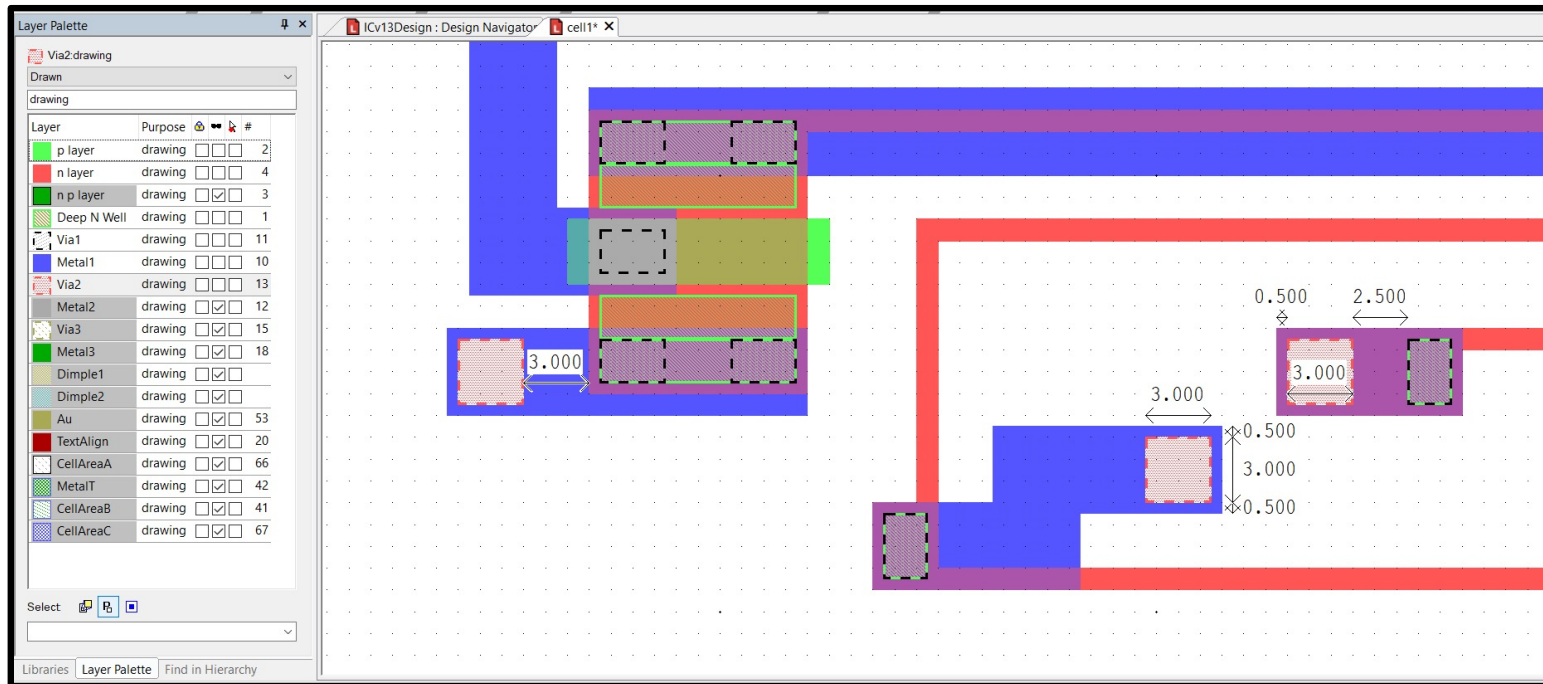 Layer Palette
ICv13Design : Design Navigator
cell1*
Via2:drawing
Drawn
drawing
Layer Purpose #
p layer drawing 2
n layer drawing 4
n p layer drawing 3
Deep N Well drawing 1
Via1 drawing 11
Metal1 drawing 10
Via2 drawing 13
Metal2 drawing 12
Via3 drawing 15
Metal3 drawing 18
Dimple1 drawing
Dimple2 drawing
Au drawing 53
TextAlign drawing 20
CellAreaA drawing 66
MetalT drawing 42
CellAreaB drawing 41
CellAreaC drawing 67
Select
Libraries Layer Palette Find in Hierarchy
0.500 2.500
3.000
3.000
3.000
0.500
3.000
0.500